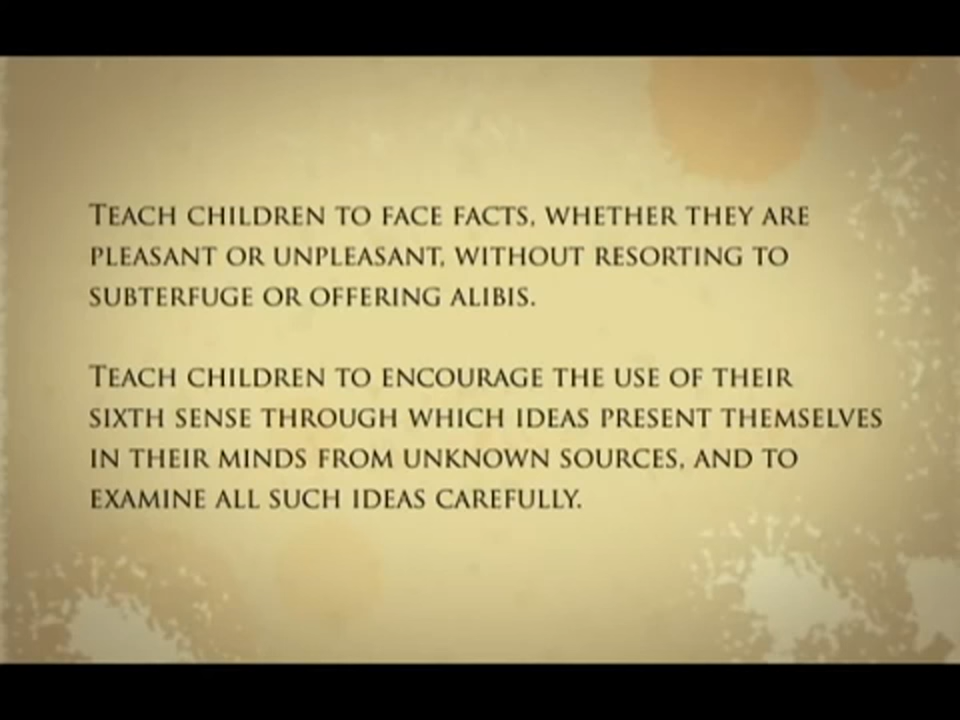 Teach children to face facts, whether they are
pleasant or unpleasant, without resorting to
subterfuge or offering alibis.
Teach children to encourage the use of their
sixth sense through which ideas present themselves
in their minds from unknown sources, and to
examine all such ideas carefully.